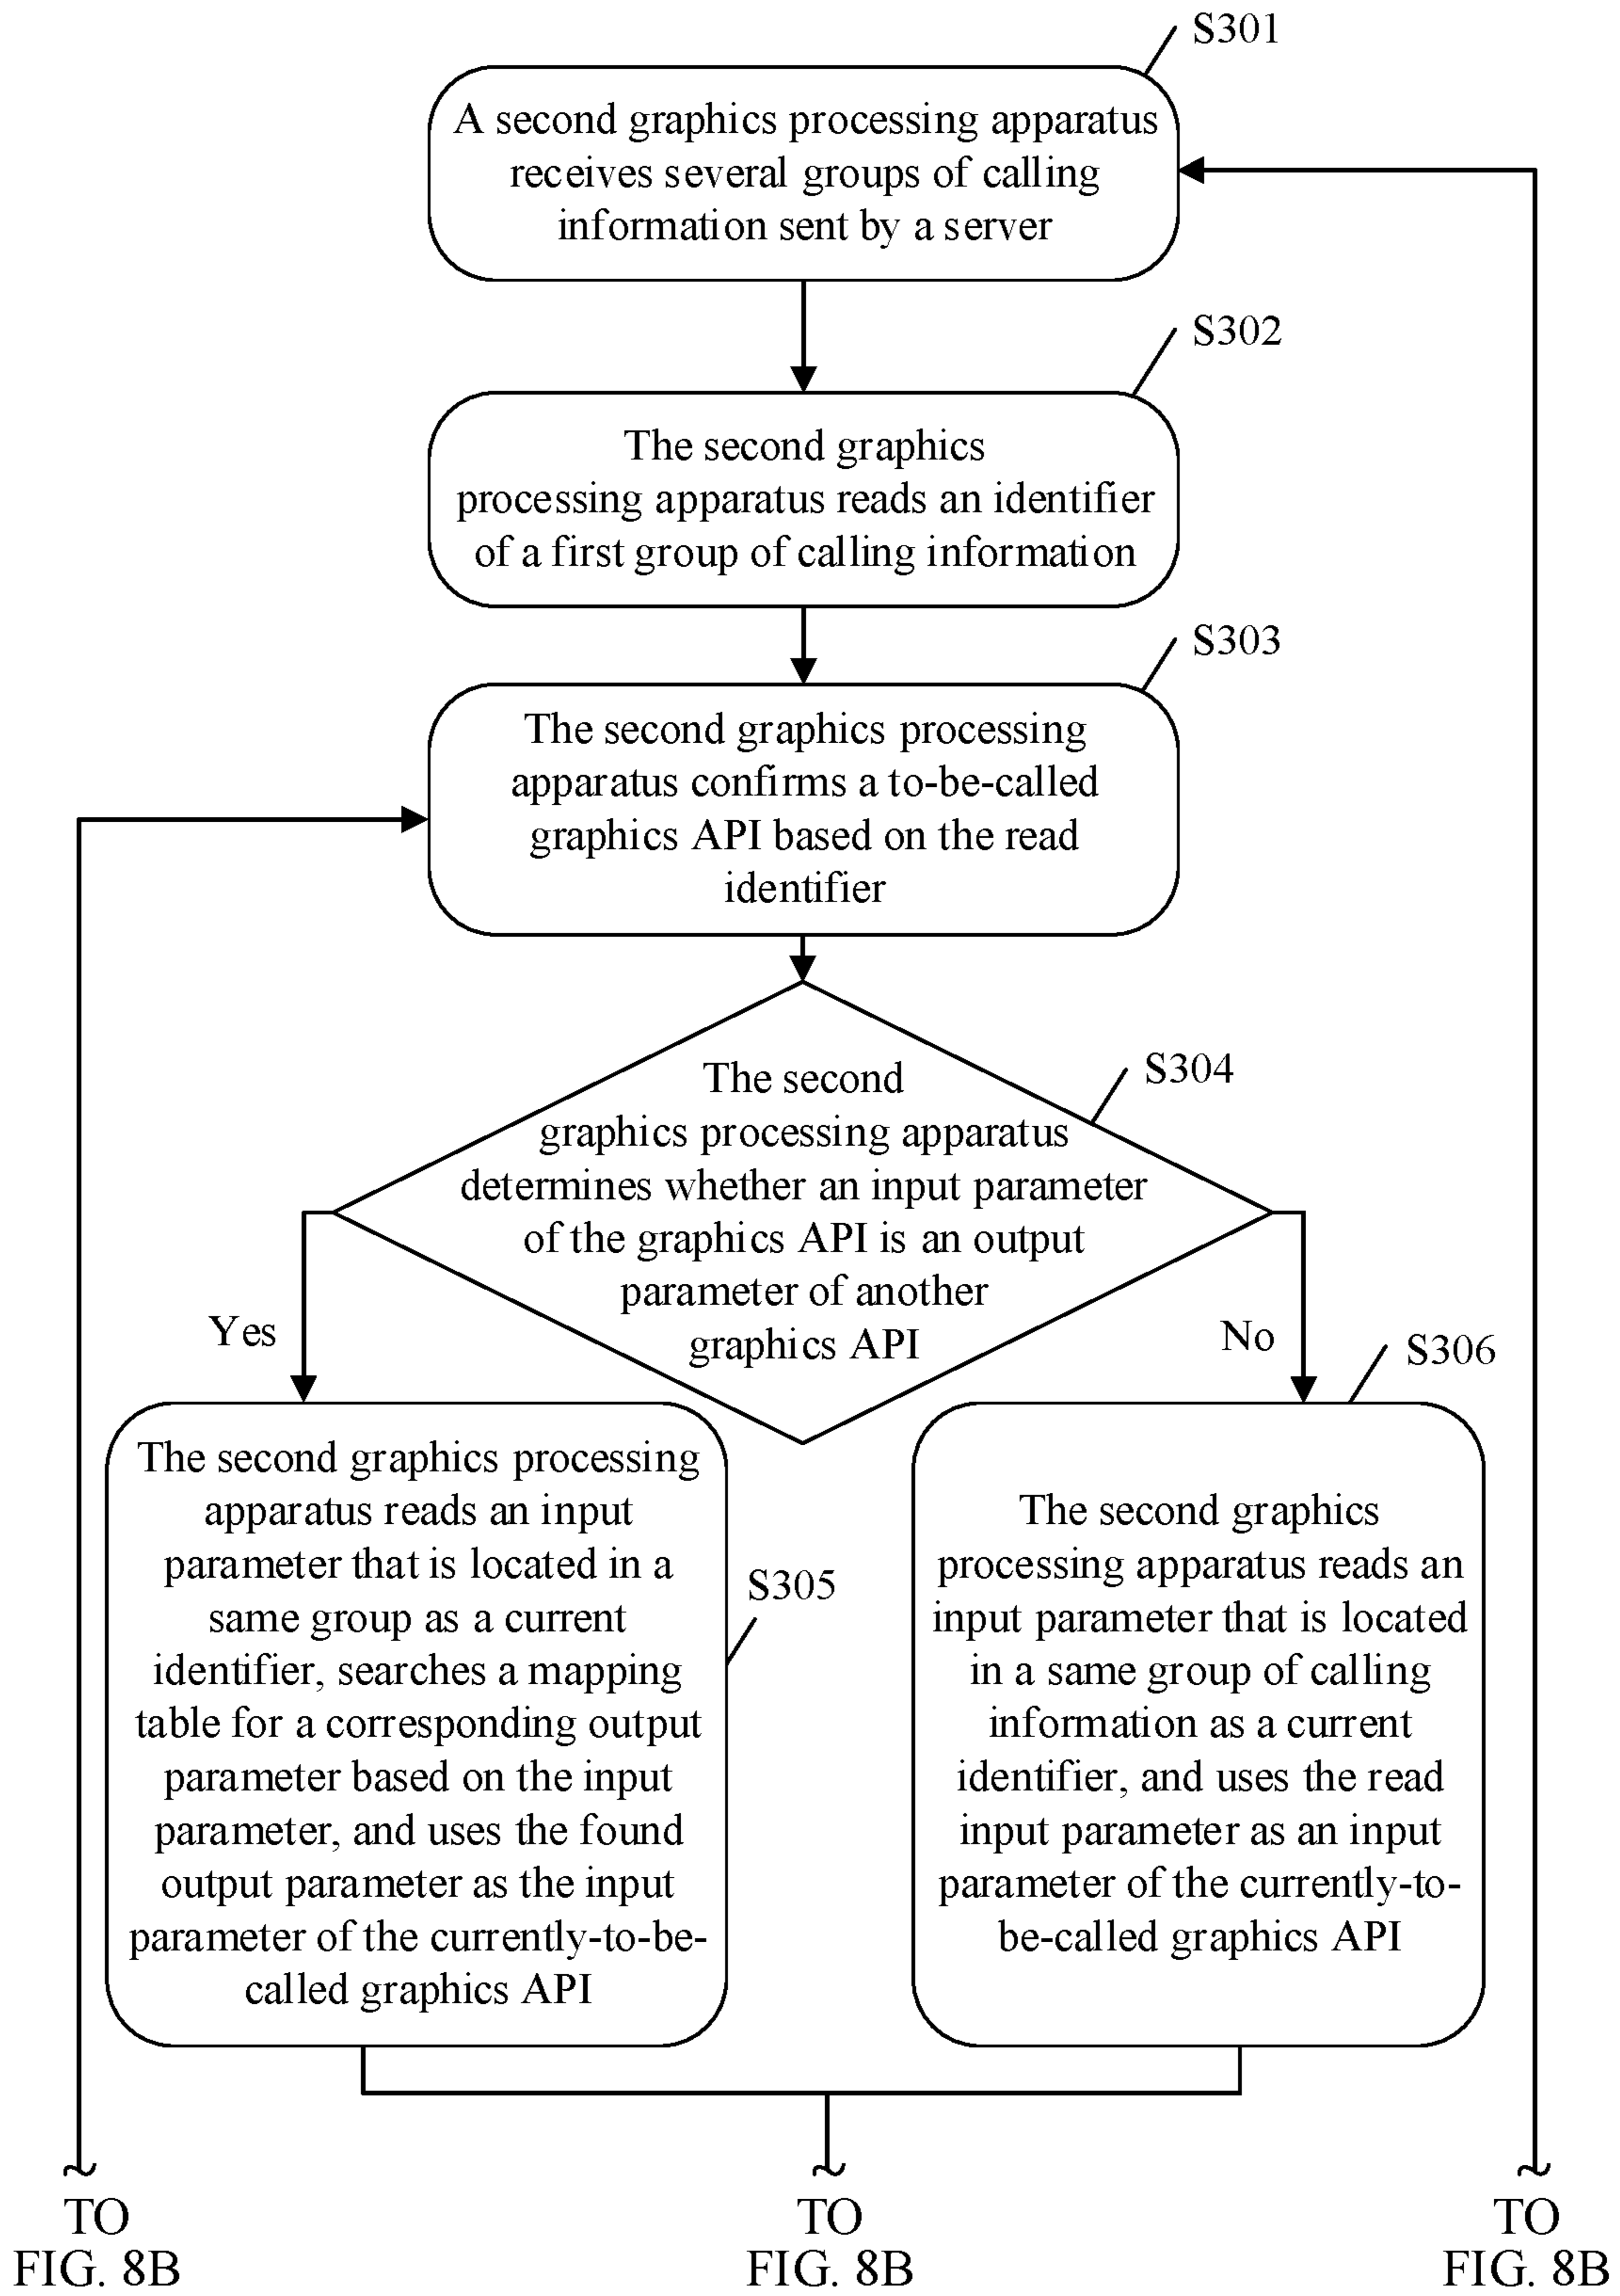 S301
A second graphics processing apparatus
receives several groups of calling
information sent by a server
S302
The second graphics
processing apparatus reads an identifier
of a first group of calling information
S303
The second graphics processing
apparatus confirms a to-be-called
graphics API based on the read
identifier
S304
The second
graphics processing apparatus
determines whether an input parameter
of the graphics API is an output
parameter of another
graphics API
Yes
No
S305
The second graphics processing
apparatus reads an input
parameter that is located in a
same group as a current
identifier, searches a mapping
table for a corresponding output
parameter based on the input
parameter, and uses the found
output parameter as the input
parameter of the currently-to-be-
called graphics API
S306
The second graphics
processing apparatus reads an
input parameter that is located
in a same group of calling
information as a current
identifier, and uses the read
input parameter as an input
parameter of the currently-to-
be-called graphics API
TO
FIG. 8B
TO
FIG. 8B
TO
FIG. 8B